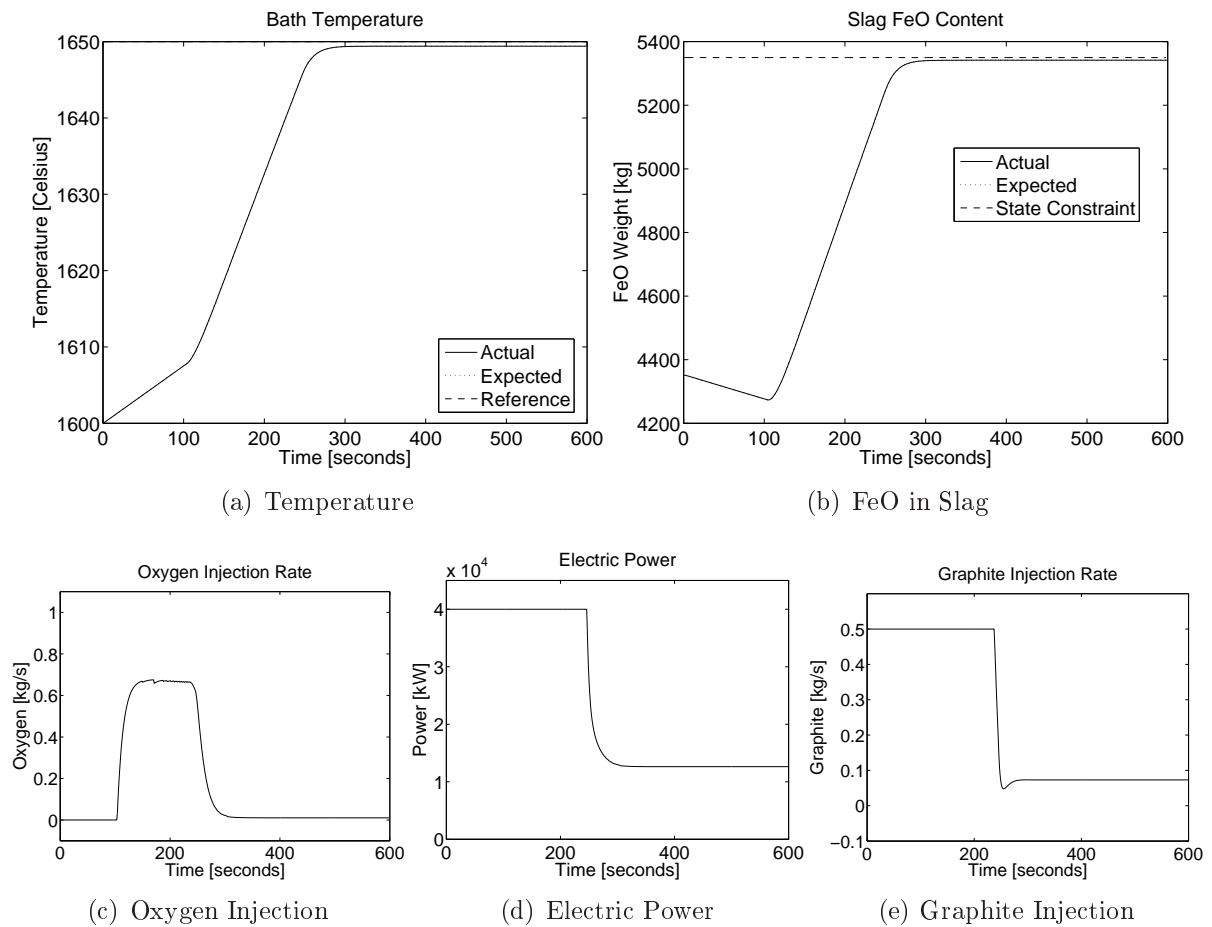 Bath Temperature
1650
1640
1630
1620
1610
1600
0 100 200 300 400 500 600
Temperature [Celsius]
Time [seconds]
Actual
Expected
Reference
(a) Temperature
Slag FeO Content
5400
5200
5000
4800
4600
4400
4200
0 100 200 300 400 500 600
FeO Weight [kg]
Time [seconds]
Actual
Expected
State Constraint
(b) FeO in Slag
Oxygen Injection Rate
1
0.8
0.6
0.4
0.2
0
0 200 400 600
Oxygen [kg/s]
Time [seconds]
(c) Oxygen Injection
Electric Power
x 10^4
4
3
2
1
0
0 200 400 600
Power [kW]
Time [seconds]
(d) Electric Power
Graphite Injection Rate
0.5
0.4
0.3
0.2
0.1
0
−0.1
0 200 400 600
Graphite [kg/s]
Time [seconds]
(e) Graphite Injection